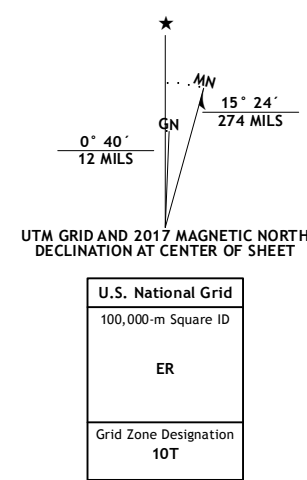 ★
MN
GN
15° 24´
274 MILS
0° 40´
12 MILS
UTM GRID AND 2017 MAGNETIC NORTH
DECLINATION AT CENTER OF SHEET
U.S. National Grid
100,000-m Square ID
ER
Grid Zone Designation
10T